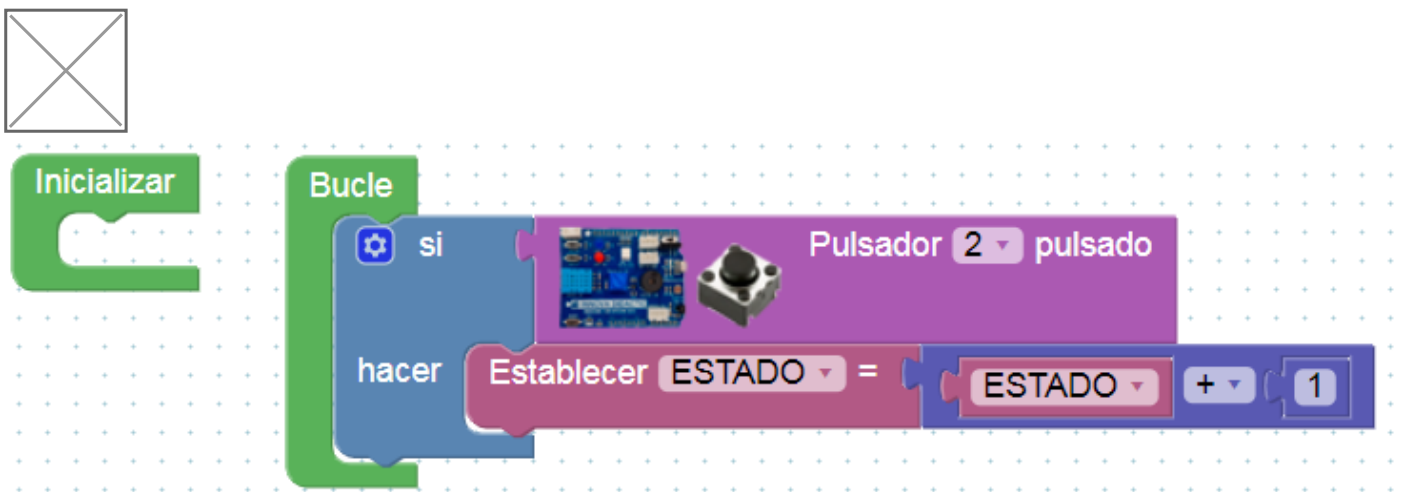 Inicializar
Bucle
si
Pulsador 2 pulsado
hacer
Establecer ESTADO = ESTADO + 1